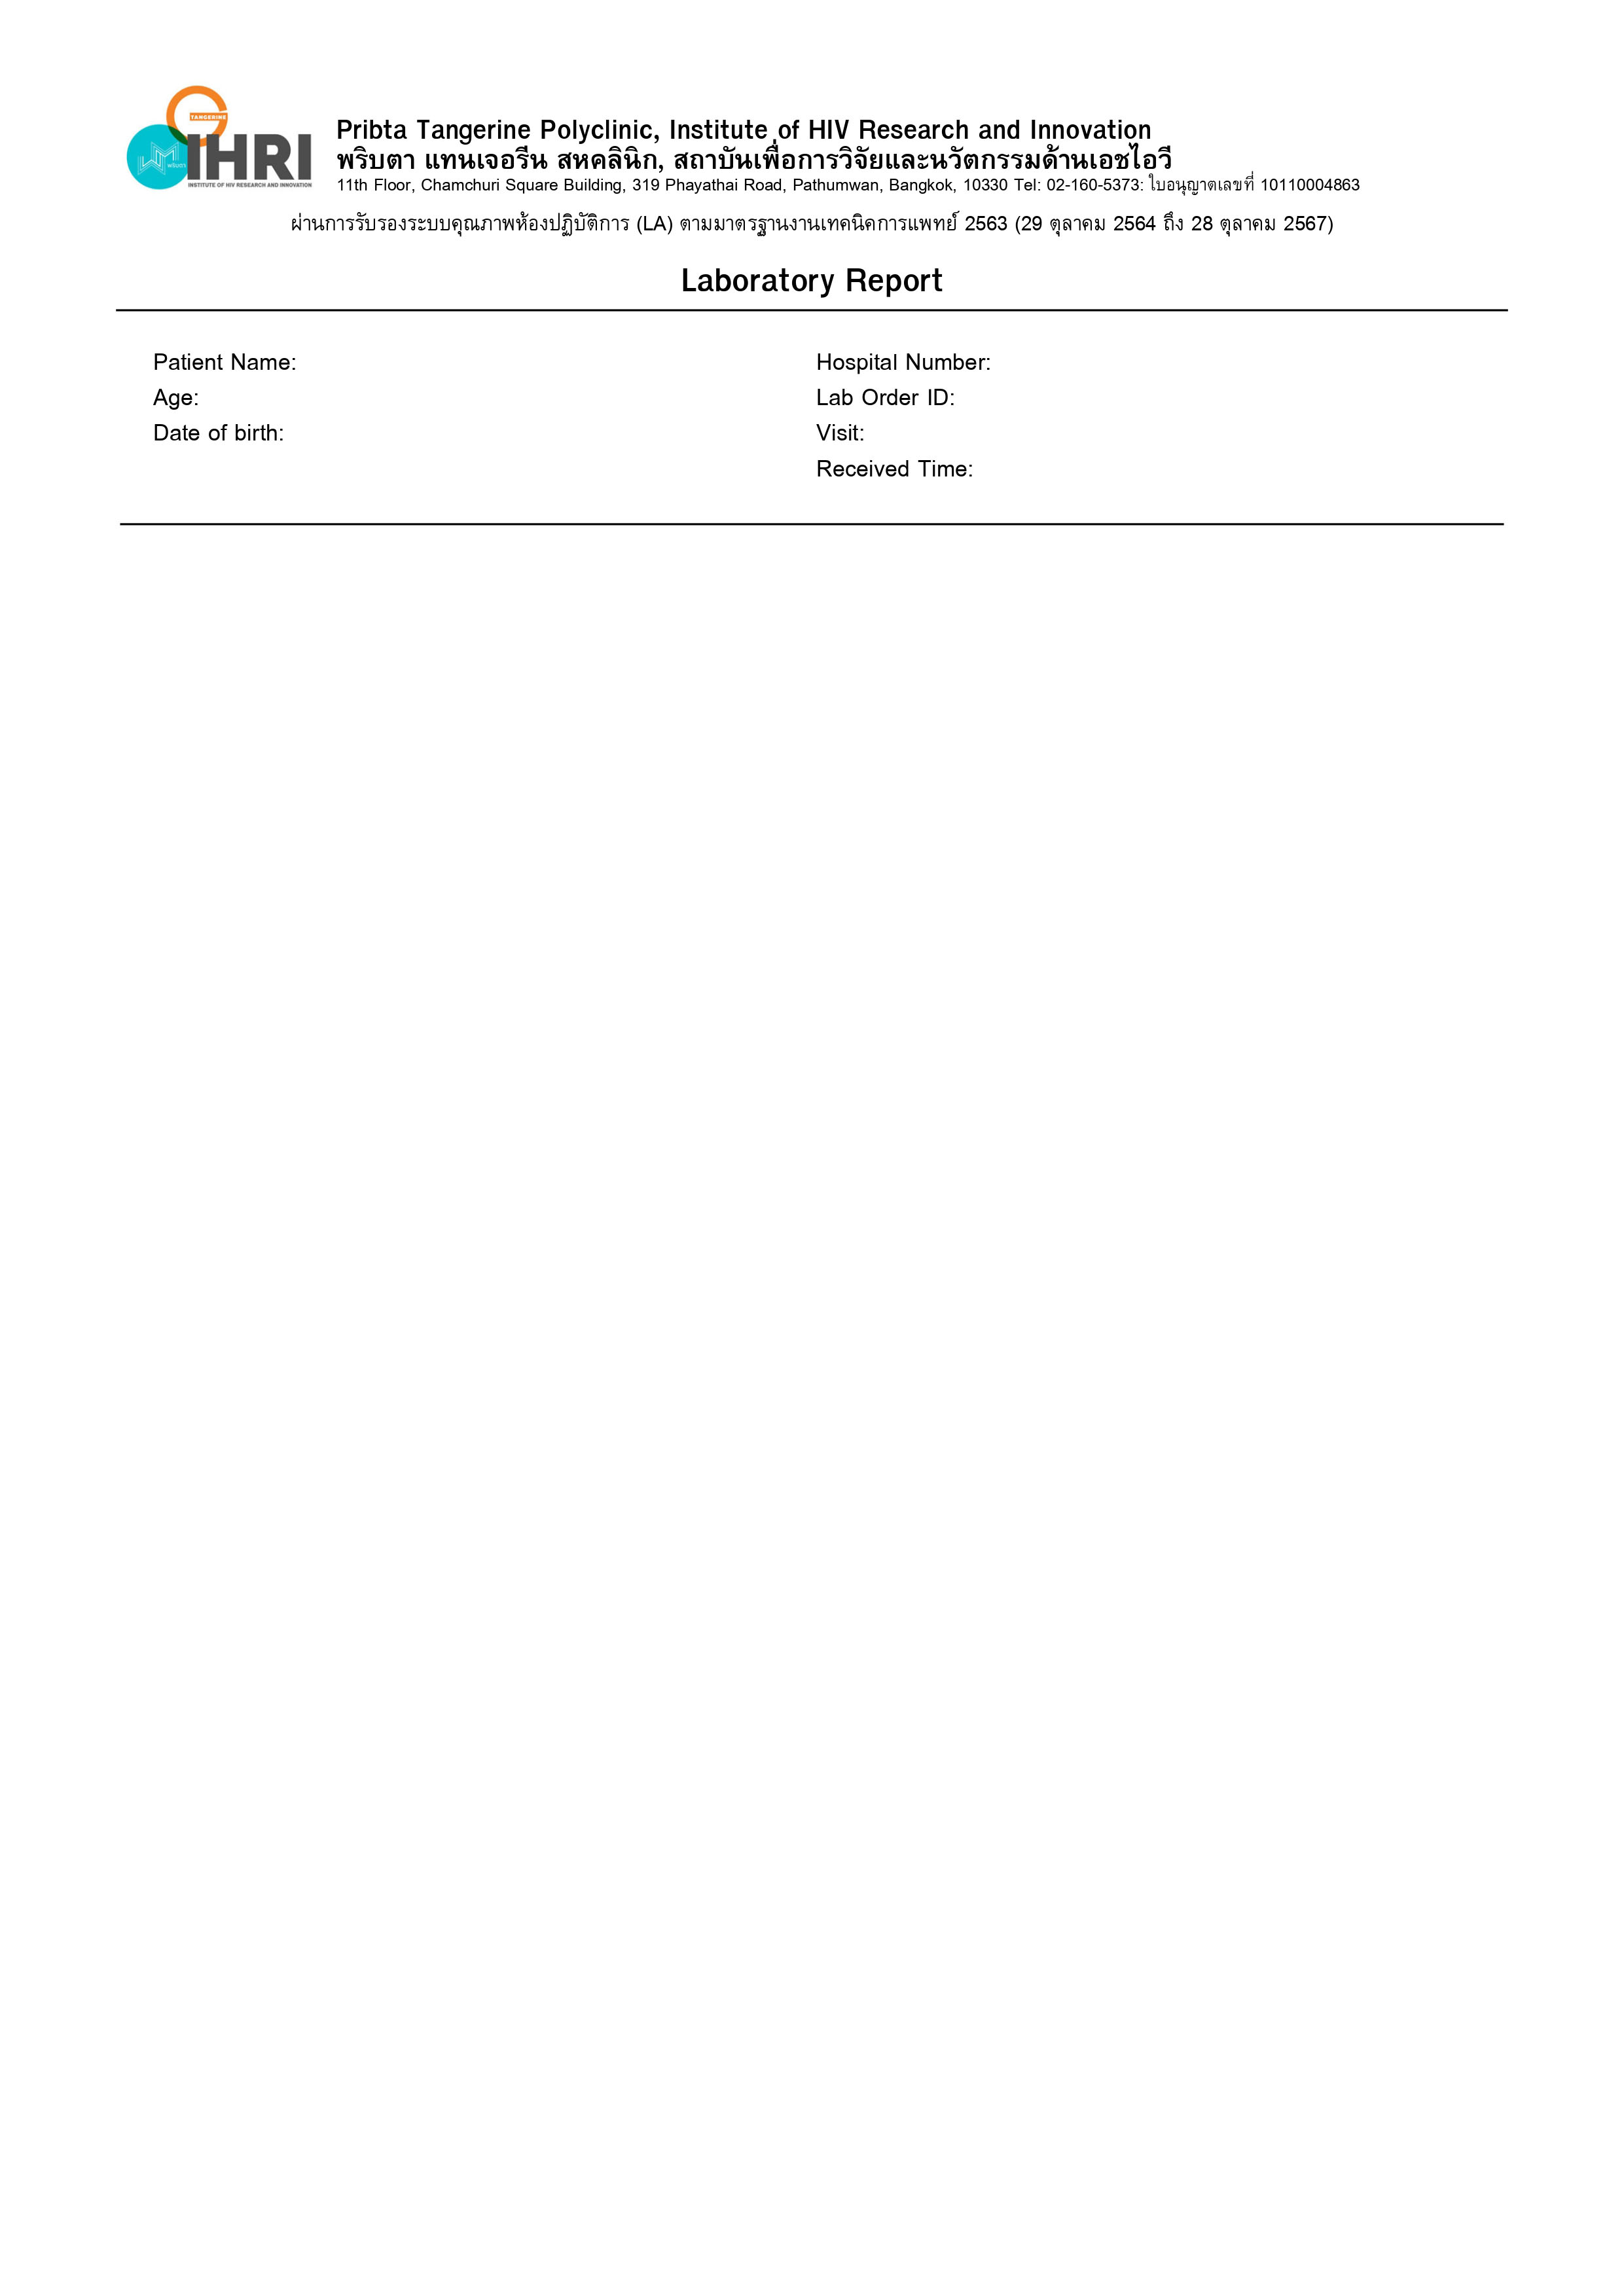 TANGERINE
พริบตา
IHRI
INSTITUTE OF HIV RESEARCH AND INNOVATION
Pribta Tangerine Polyclinic, Institute of HIV Research and Innovation
พริบตา แทนเจอรีน สหคลินิก, สถาบันเพื่อการวิจัยและนวัตกรรมด้านเอชไอวี
11th Floor, Chamchuri Square Building, 319 Phayathai Road, Pathumwan, Bangkok, 10330 Tel: 02-160-5373: ใบอนุญาตเลขที่ 10110004863
ผ่านการรับรองระบบคุณภาพห้องปฏิบัติการ (LA) ตามมาตรฐานงานเทคนิคการแพทย์ 2563 (29 ตุลาคม 2564 ถึง 28 ตุลาคม 2567)
Laboratory Report
Patient Name:
Hospital Number:
Age:
Lab Order ID:
Date of birth:
Visit:
Received Time: